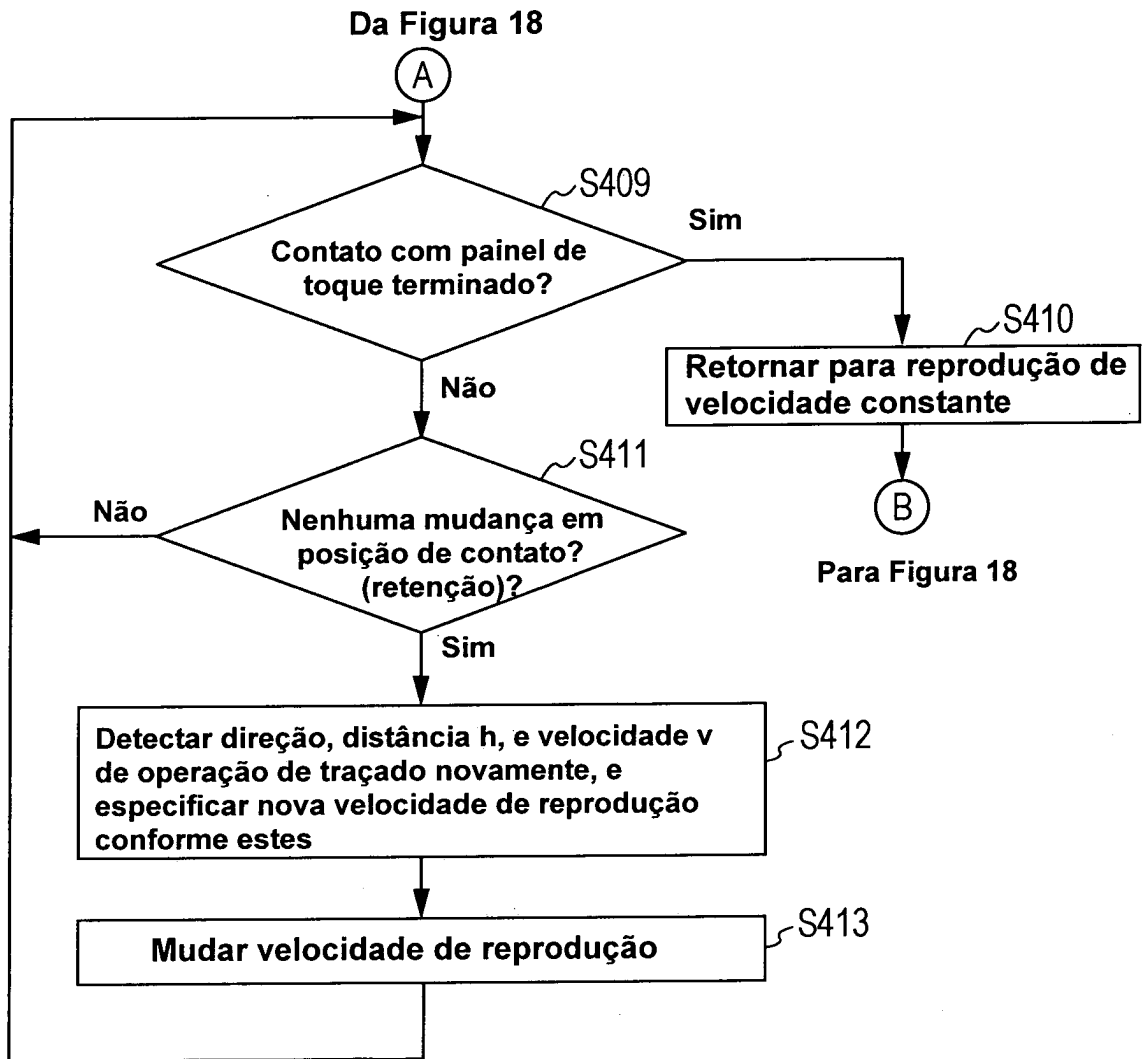 Da Figura 18
A
S409
Contato com painel de
toque terminado?
Sim
S410
Retornar para reprodução de
velocidade constante
B
Para Figura 18
Não
S411
Nenhuma mudança em
posição de contato?
(retenção)?
Não
Sim
S412
Detectar direção, distância h, e velocidade v
de operação de traçado novamente, e
especificar nova velocidade de reprodução
conforme estes
S413
Mudar velocidade de reprodução